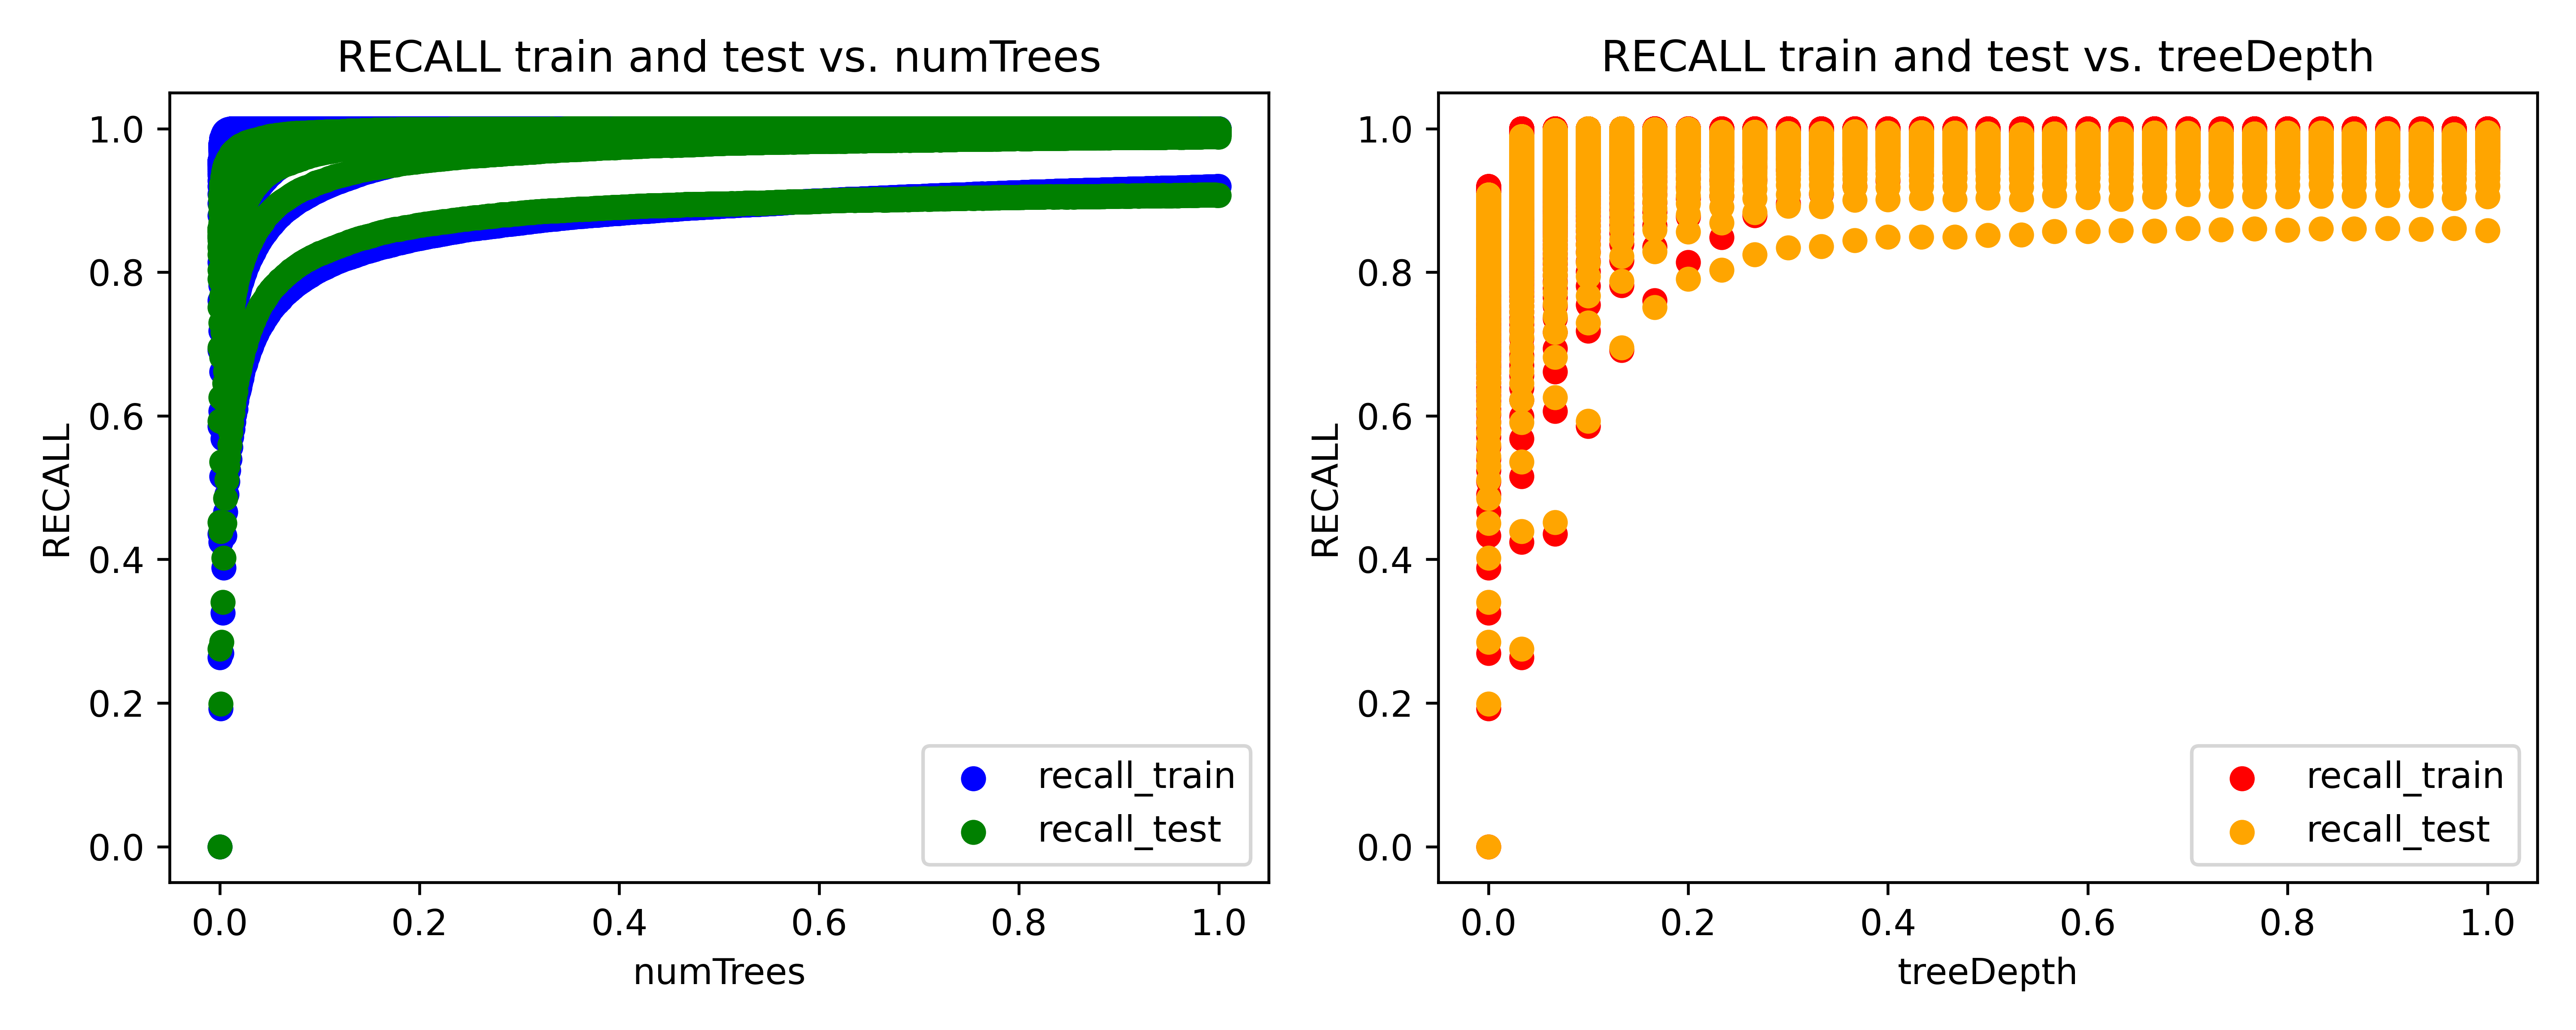 RECALL train and test vs. numTrees
RECALL
1.0
0.8
0.6
0.4
0.2
0.0
0.0 0.2 0.4 0.6 0.8 1.0
numTrees
recall_train
recall_test
RECALL train and test vs. treeDepth
RECALL
1.0
0.8
0.6
0.4
0.2
0.0
0.0 0.2 0.4 0.6 0.8 1.0
treeDepth
recall_train
recall_test